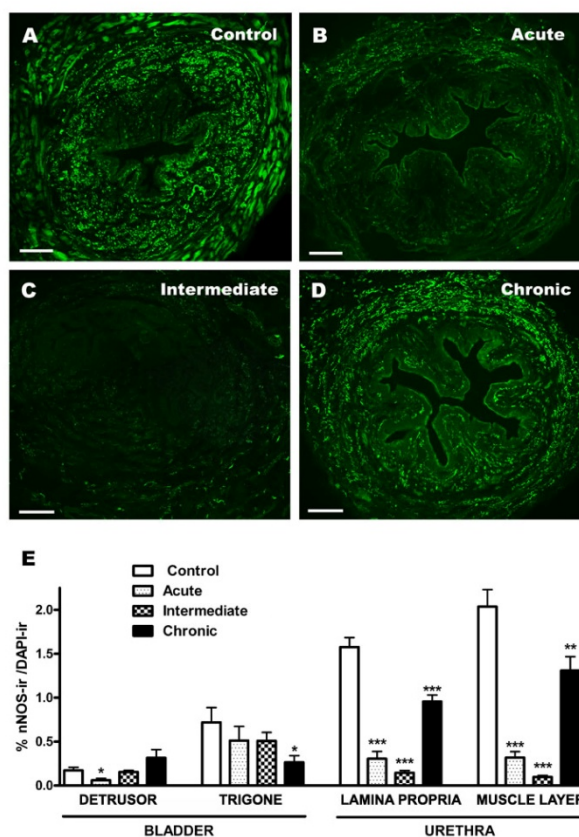 A
Control
B
Acute
C
Intermediate
D
Chronic
E
Control
Acute
Intermediate
Chronic
% nNOS-ir /DAPI-ir
2.0
1.5
1.0
0.5
0.0
*
*
***
***
***
***
***
**
DETRUSOR TRIGONE LAMINA PROPRIA MUSCLE LAYER
BLADDER URETHRA